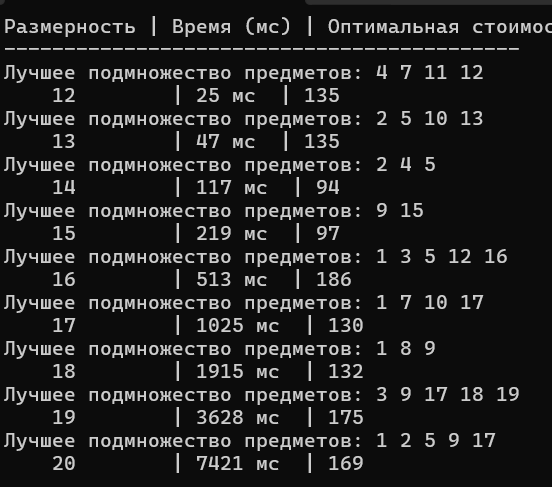 Размерность | Время (мс) | Оптимальная стоимос
-------------------------------------------
Лучшее подмножество предметов: 4 7 11 12
    12        | 25 мс  | 135
Лучшее подмножество предметов: 2 5 10 13
    13        | 47 мс  | 135
Лучшее подмножество предметов: 2 4 5
    14        | 117 мс  | 94
Лучшее подмножество предметов: 9 15
    15        | 219 мс  | 97
Лучшее подмножество предметов: 1 3 5 12 16
    16        | 513 мс  | 186
Лучшее подмножество предметов: 1 7 10 17
    17        | 1025 мс  | 130
Лучшее подмножество предметов: 1 8 9
    18        | 1915 мс  | 132
Лучшее подмножество предметов: 3 9 17 18 19
    19        | 3628 мс  | 175
Лучшее подмножество предметов: 1 2 5 9 17
    20        | 7421 мс  | 169